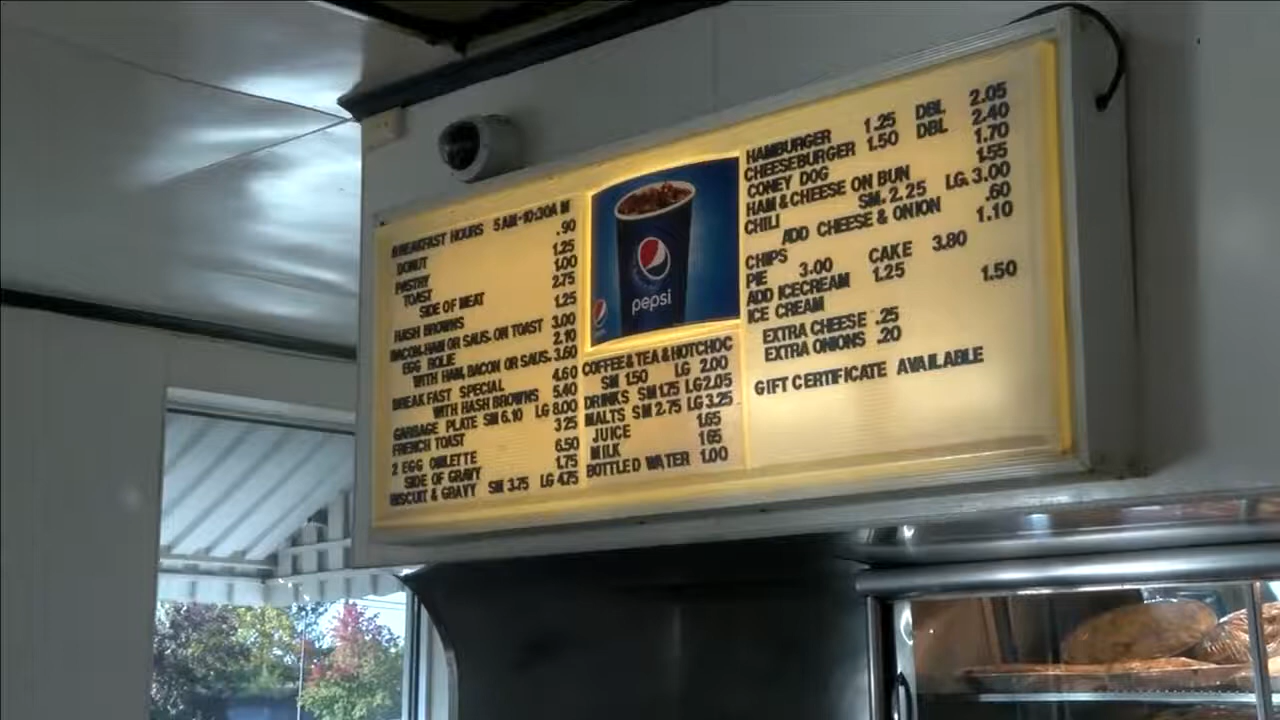 BREAKFAST HOURS 5AM-10:30AM
DONUT .90
PASTRY 1.25
TOAST 1.00
SIDE OF MEAT 2.75
HASH BROWNS 1.25
BACON-HAM OR SAUS. ON TOAST 3.00
EGG ROLIE 2.10
WITH HAM, BACON OR SAUS. 3.60
BREAKFAST SPECIAL 4.60
WITH HASH BROWNS 5.40
GARBAGE PLATE SM 6.10 LG 8.00
FRENCH TOAST 3.25
2 EGG OMLETTE 6.50
SIDE OF GRAVY 1.75
BISCUIT & GRAVY SM 3.75 LG 4.75
pepsi
COFFEE & TEA & HOTCHOC
SM 1.50 LG 2.00
DRINKS SM 1.75 LG 2.05
MALTS SM 2.75 LG 3.25
JUICE 1.65
MILK 1.65
BOTTLED WATER 1.00
HAMBURGER 1.25 DBL 2.05
CHEESEBURGER 1.50 DBL 2.40
CONEY DOG 1.70
HAM & CHEESE ON BUN 1.55
CHILI SM. 2.25 LG. 3.00
ADD CHEESE & ONION .60
CHIPS 1.10
PIE 3.00 CAKE 3.80
ADD ICECREAM 1.25
ICE CREAM 1.50
EXTRA CHEESE .25
EXTRA ONIONS .20
GIFT CERTIFICATE AVAILABLE